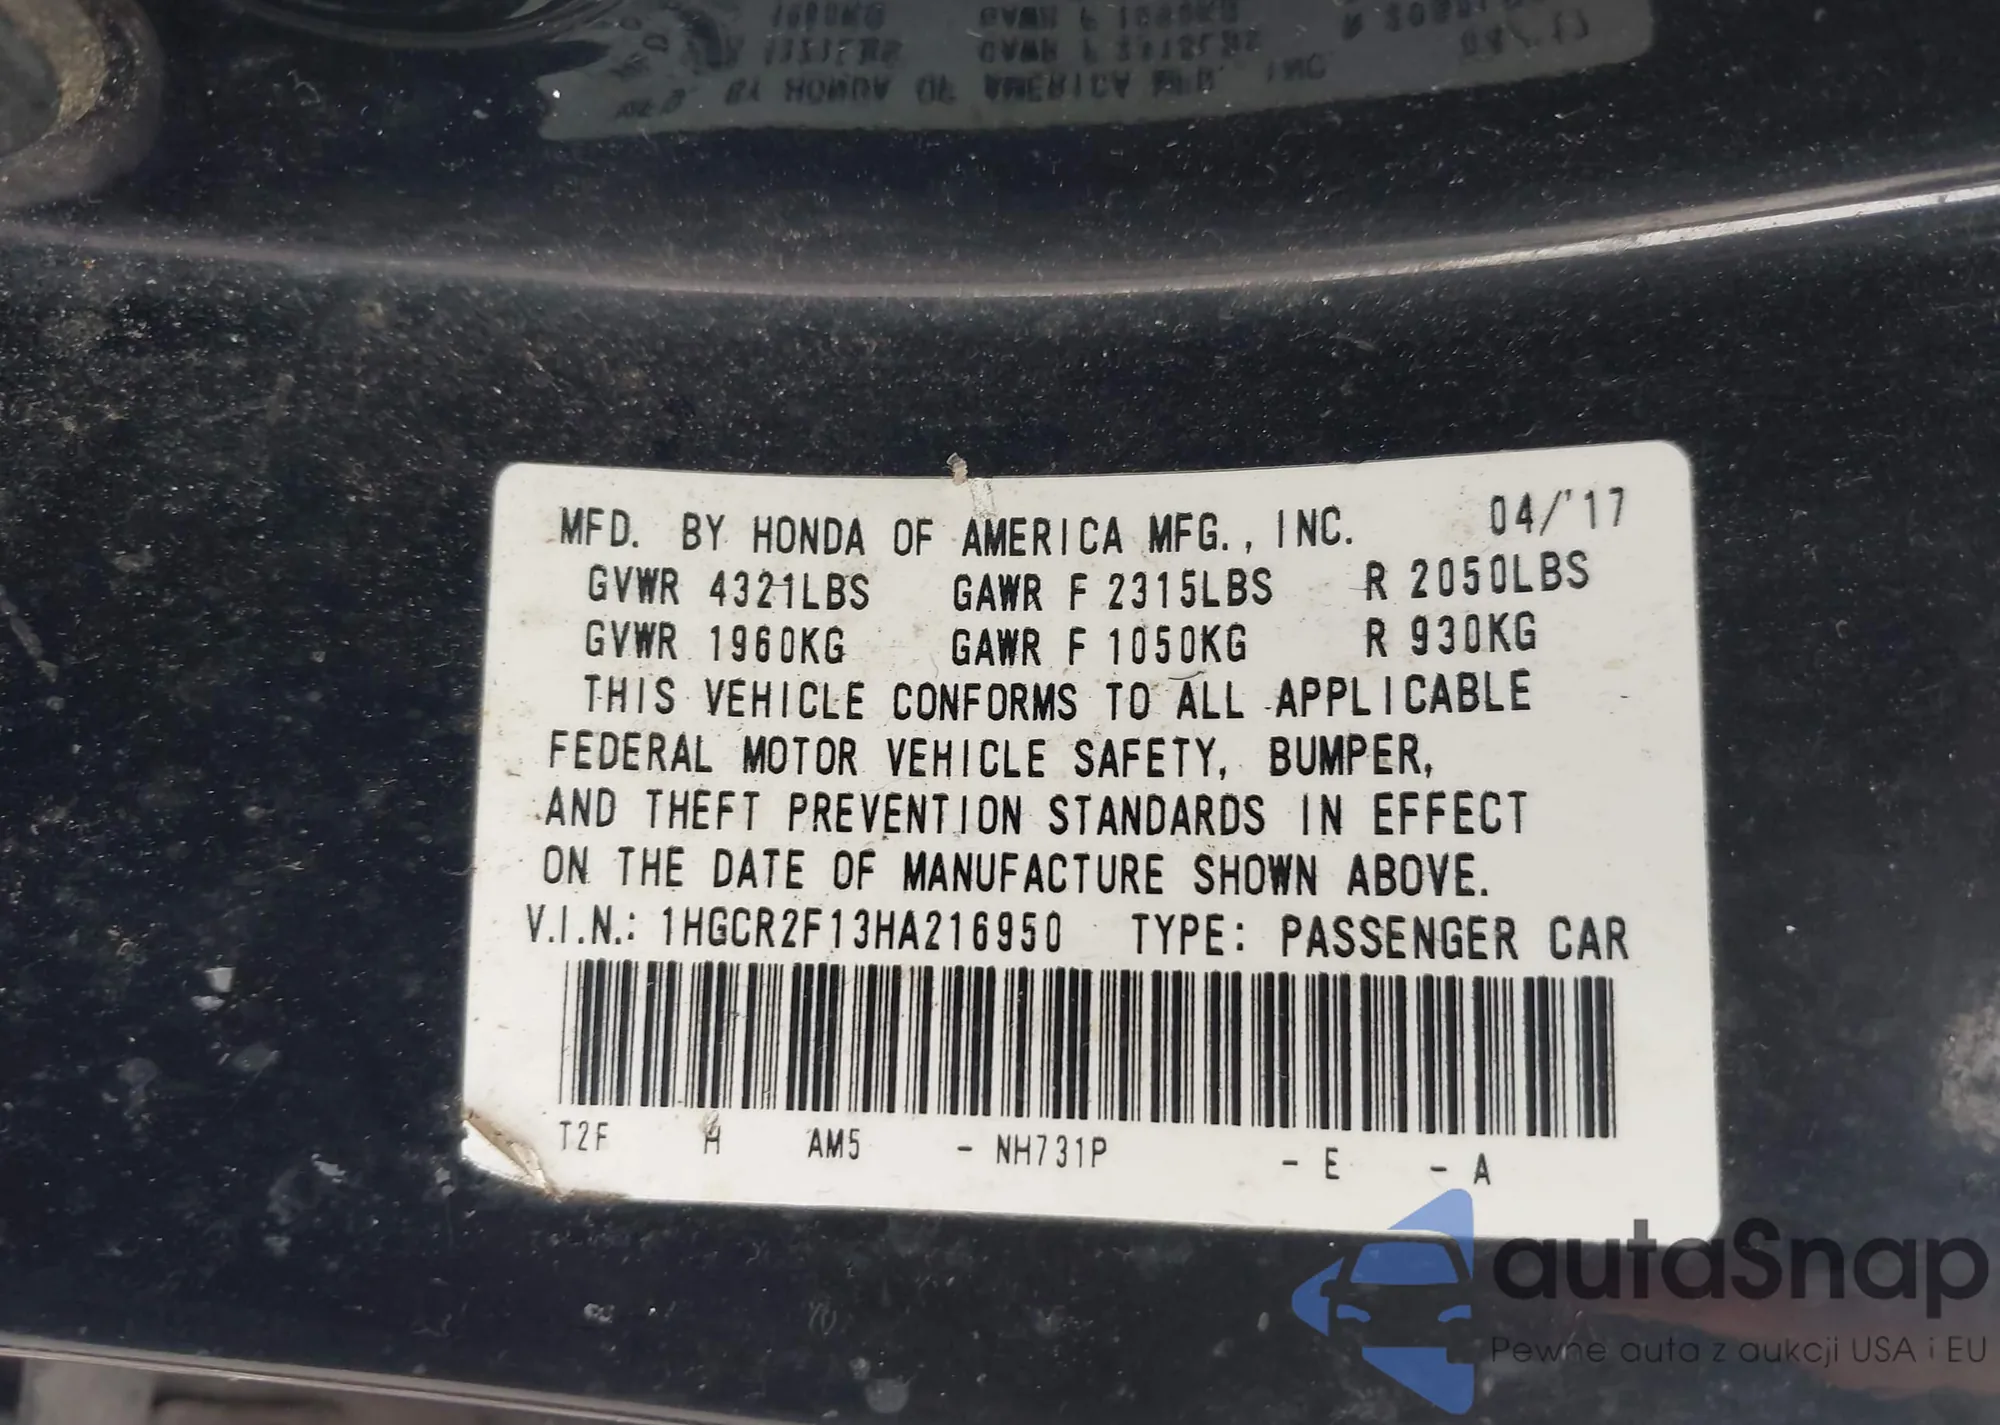 MFD. BY HONDA OF AMERICA MFG., INC. 04/'17
GVWR 4321LBS GAWR F 2315LBS R 2050LBS
GVWR 1960KG GAWR F 1050KG R 930KG
THIS VEHICLE CONFORMS TO ALL APPLICABLE
FEDERAL MOTOR VEHICLE SAFETY, BUMPER,
AND THEFT PREVENTION STANDARDS IN EFFECT
ON THE DATE OF MANUFACTURE SHOWN ABOVE.
V.I.N.: 1HGCR2F13HA216950 TYPE: PASSENGER CAR
T2F H AM5 - NH731P - E - A
autaSnap
Pewne auta z aukcji USA i EU